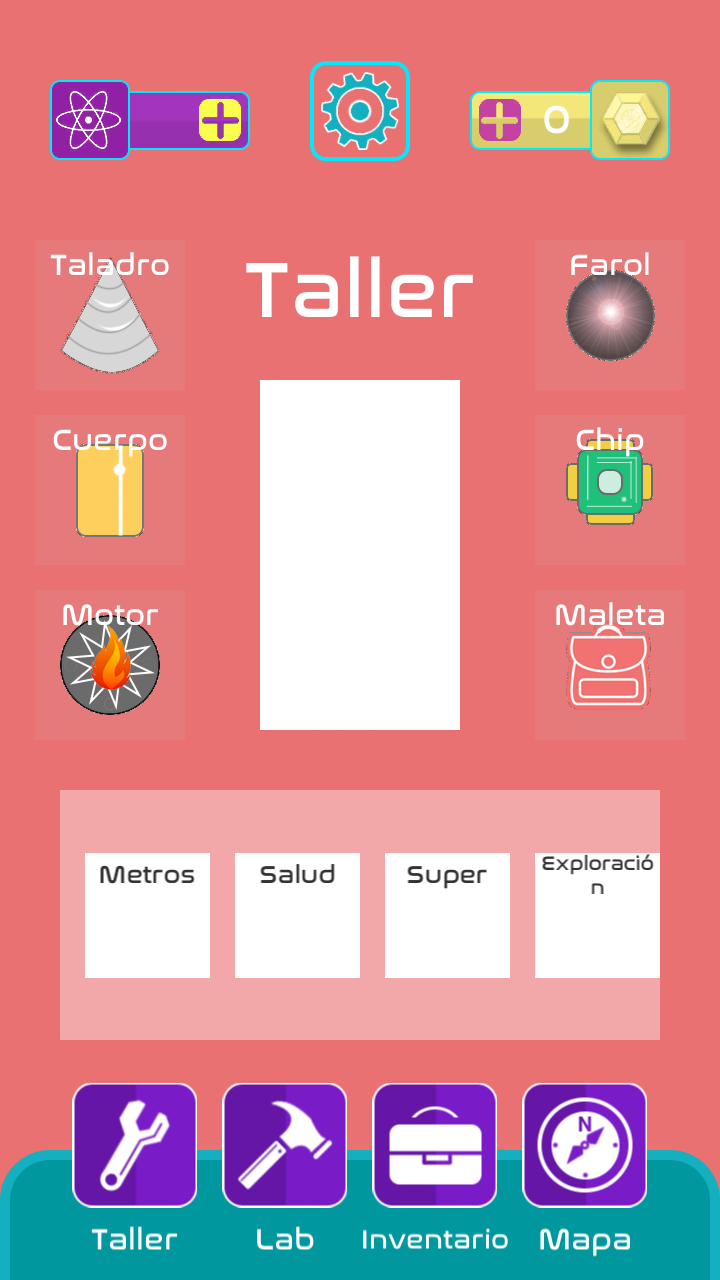 0
Taller
Taladro
Farol
Cuerpo
Chip
Motor
Maleta
Metros
Salud
Super
Exploració
n
N
Taller
Lab
Inventario
Mapa